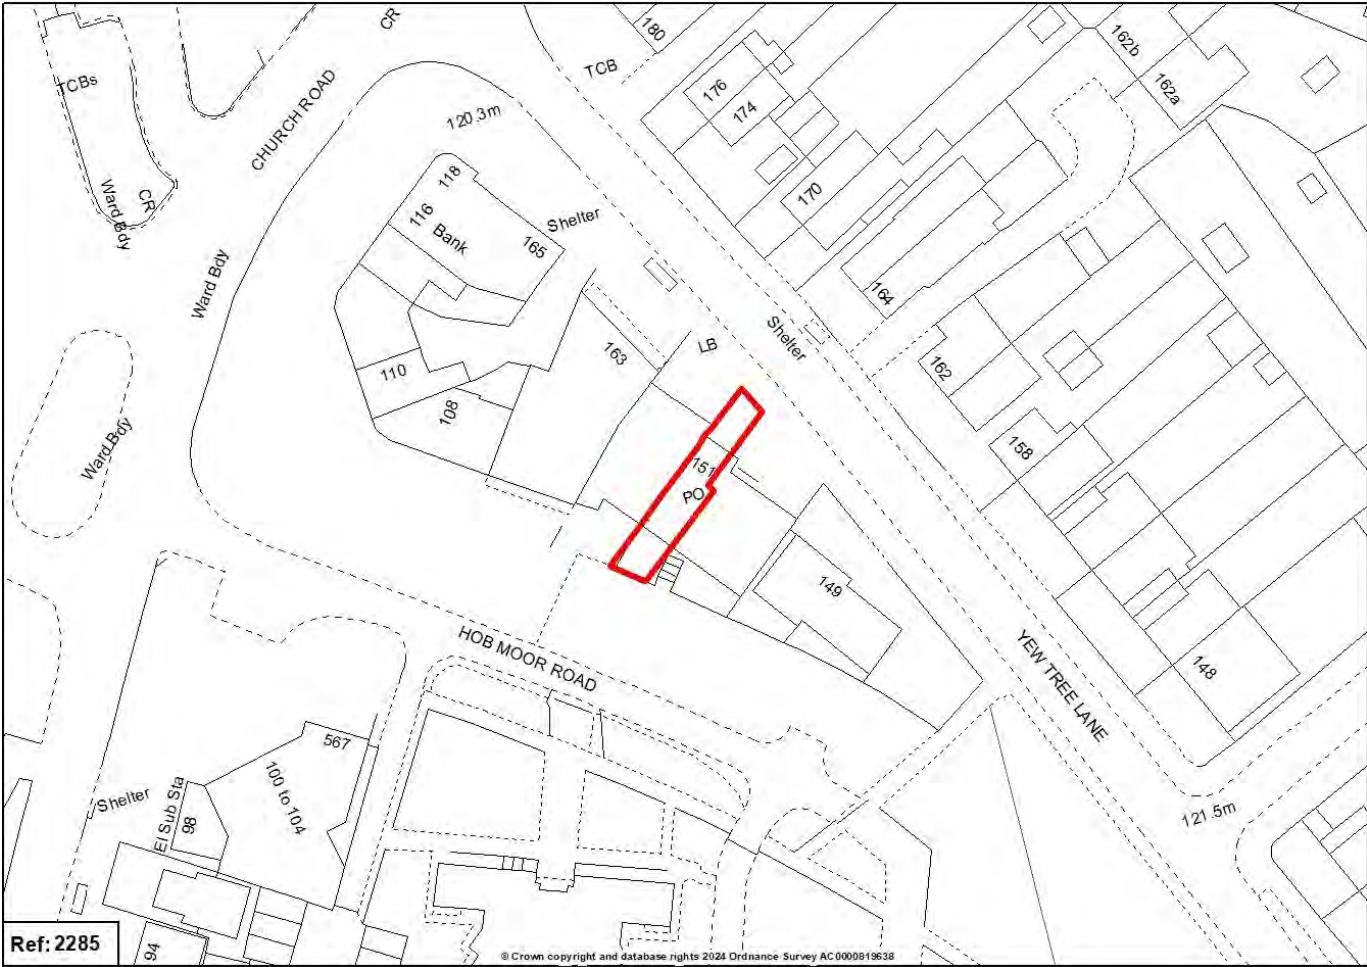 CR
180
TCB
162b
TCBs
176
174
162a
CHURCH ROAD
120.3m
118
116
Bank
165
Shelter
170
Ward Bdy
CR
Ward Bdy
164
Shelter
LB
163
162
110
108
158
Ward Bdy
151
PO
149
148
HOB MOOR ROAD
YEW TREE LANE
567
100 to 104
Shelter
El Sub Sta
98
121.5m
94
Ref: 2285
© Crown copyright and database rights 2024 Ordnance Survey AC0000819638